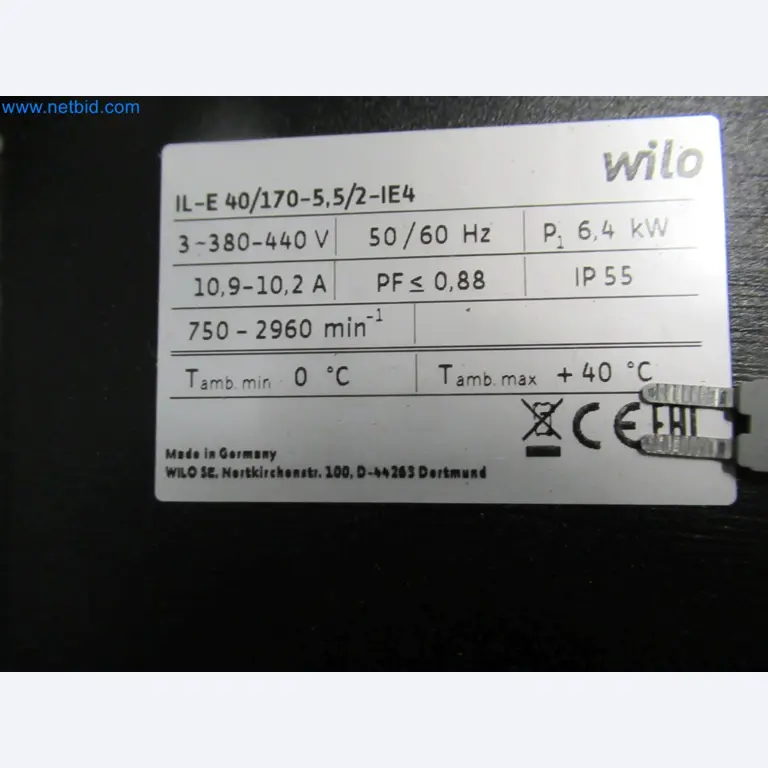 www.netbid.com
wilo
IL-E 40/170-5,5/2-IE4
3~380-440 V 50/60 Hz P1 6,4 kW
10,9-10,2 A PF ≤ 0,88 IP 55
750 - 2960 min-1
Tamb. min 0 °C Tamb. max + 40 °C
CE EAC
Made in Germany
WILO SE, Nortkirchenstr. 100, D-44263 Dortmund